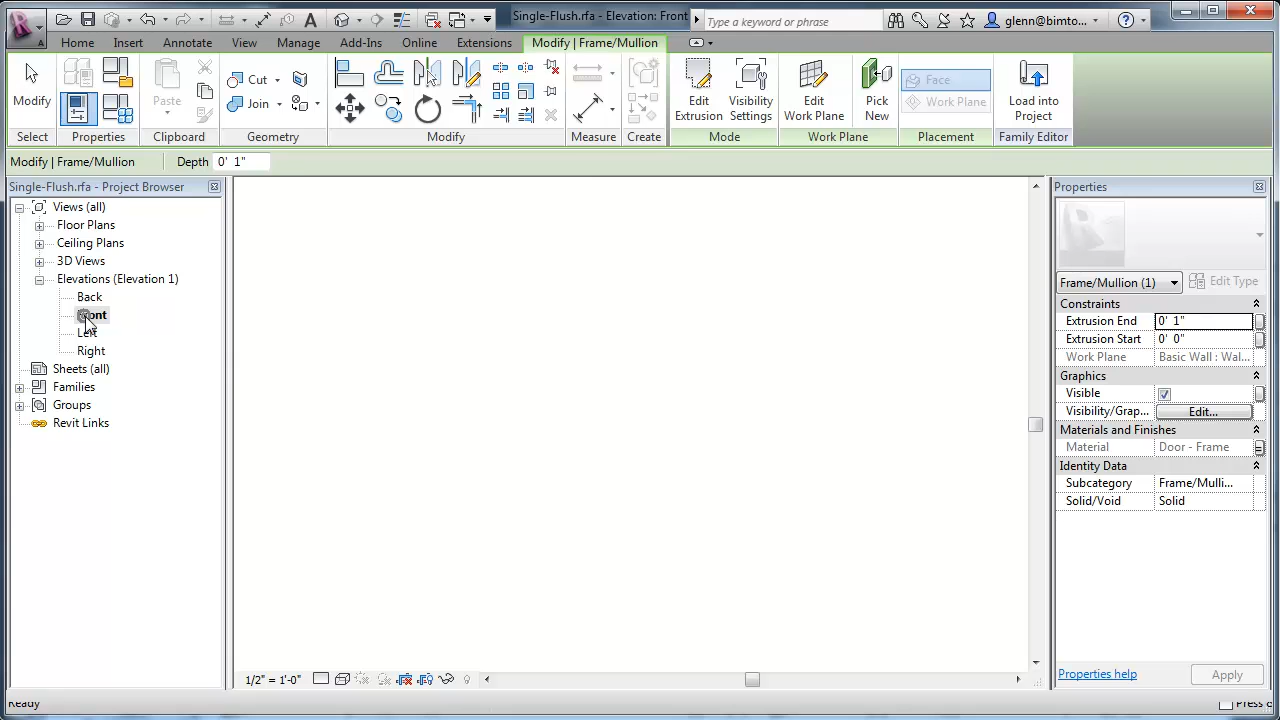 Single-Flush.rfa - Elevation: Front
Type a keyword or phrase
glenn@bimto...
Home
Insert
Annotate
View
Manage
Add-Ins
Online
Extensions
Modify | Frame/Mullion
Modify
Paste
Cut
Join
Edit
Extrusion
Visibility
Settings
Edit
Work Plane
Pick
New
Face
Work Plane
Load into
Project
Select
Properties
Clipboard
Geometry
Modify
Measure
Create
Mode
Work Plane
Placement
Family Editor
Modify | Frame/Mullion
Depth
0' 1"
Single-Flush.rfa - Project Browser
Views (all)
Floor Plans
Ceiling Plans
3D Views
Elevations (Elevation 1)
Back
Left
Right
Sheets (all)
Families
Groups
Revit Links
1/2" = 1'-0"
Properties
Frame/Mullion (1)
Edit Type
Constraints
Extrusion End
0' 1"
Extrusion Start
0' 0"
Work Plane
Basic Wall : Wal...
Graphics
Visible
Visibility/Grap...
Edit...
Materials and Finishes
Material
Door - Frame
Identity Data
Subcategory
Frame/Mulli...
Solid/Void
Solid
Properties help
Apply
Ready